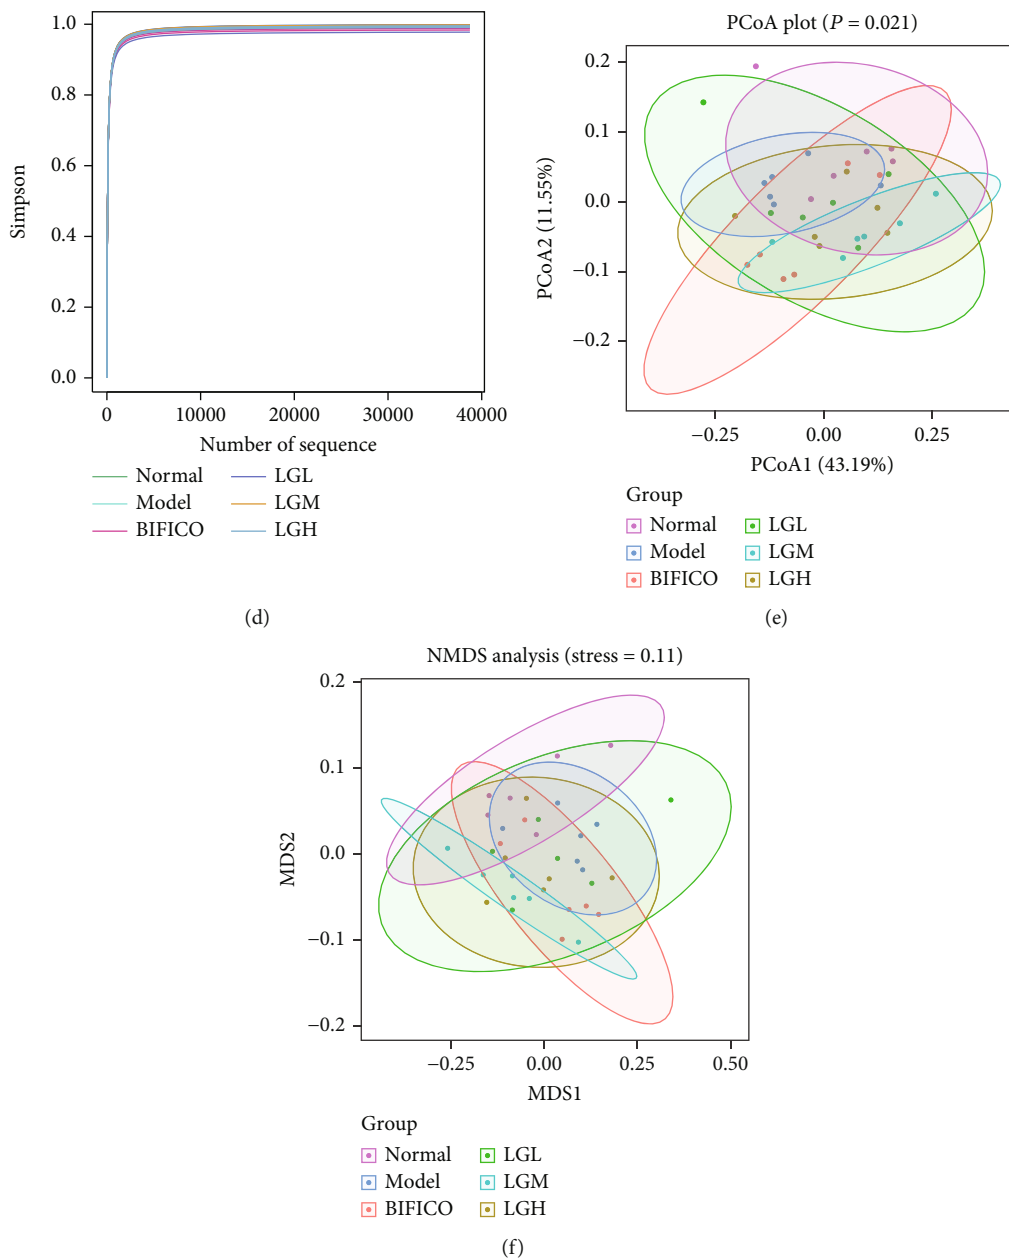 1.0
0.8
0.6
0.4
0.2
0.0
Simpson
0 10000 20000 30000 40000
Number of sequence
Normal LGL
Model LGM
BIFICO LGH
(d)
PCoA plot (P = 0.021)
0.2
0.1
0.0
−0.1
−0.2
PCoA2 (11.55%)
−0.25 0.00 0.25
PCoA1 (43.19%)
Group
Normal LGL
Model LGM
BIFICO LGH
(e)
NMDS analysis (stress = 0.11)
0.2
0.1
0.0
−0.1
−0.2
MDS2
−0.25 0.00 0.25 0.50
MDS1
Group
Normal LGL
Model LGM
BIFICO LGH
(f)